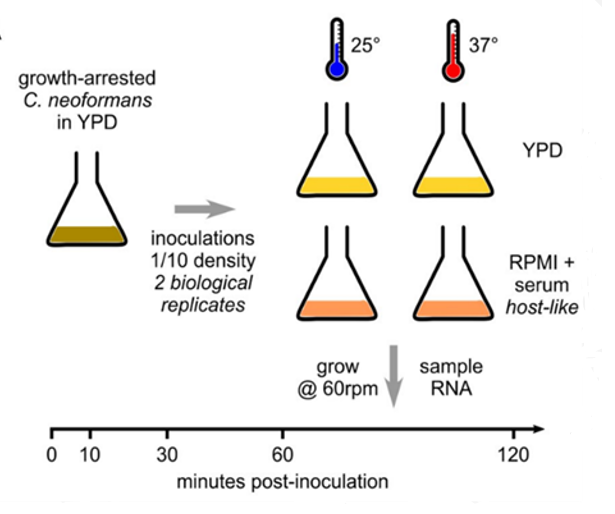 25°
37°
growth-arrested
C. neoformans
in YPD
YPD
inoculations
1/10 density
2 biological
replicates
RPMI +
serum
host-like
grow
@ 60rpm
sample
RNA
0 10 30 60 120
minutes post-inoculation